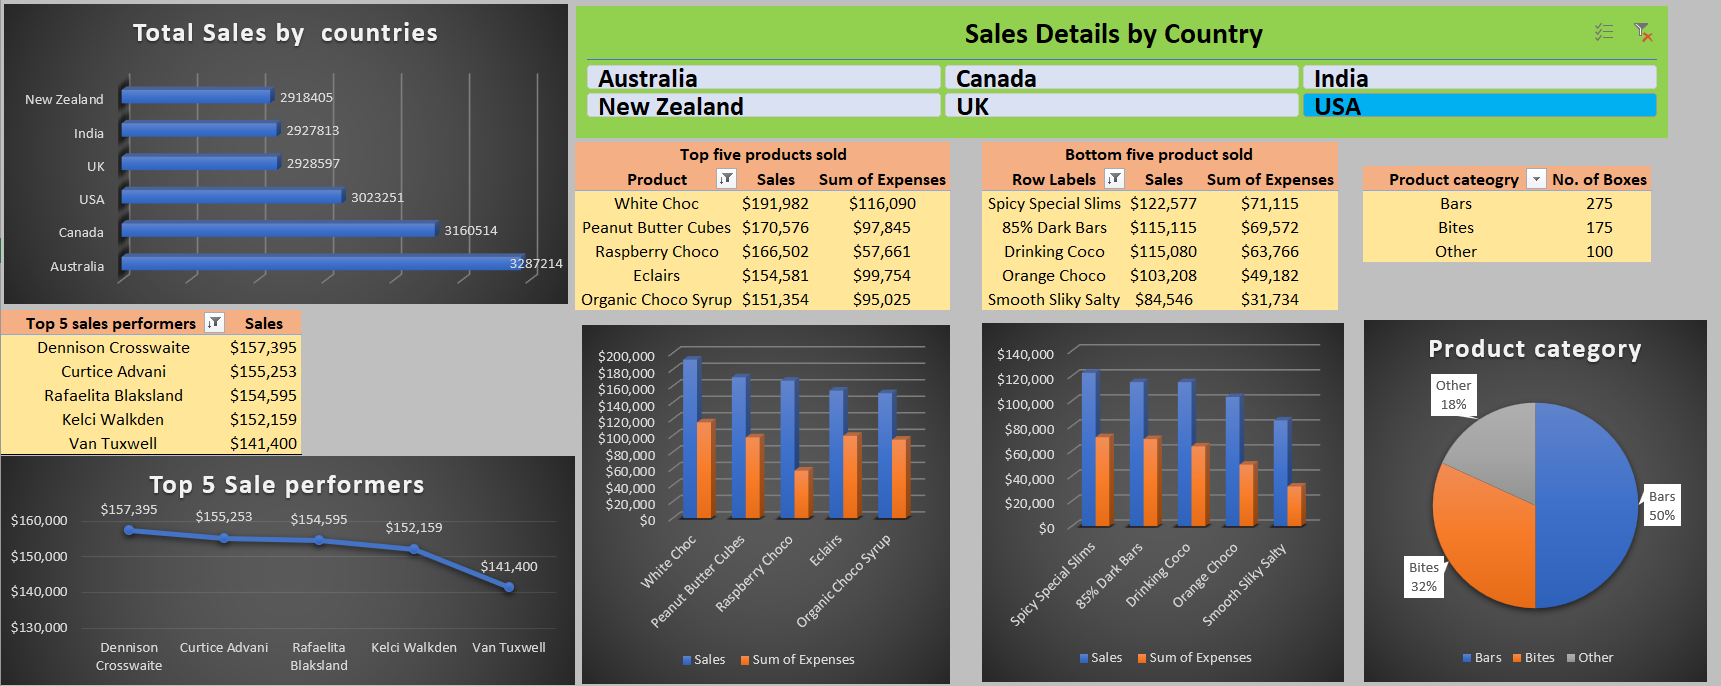 Total Sales by  countries
New Zealand 2918405
India 2927813
UK 2928597
USA 3023251
Canada 3160514
Australia 3287214
Sales Details by Country
Australia Canada India
New Zealand UK USA
Top five products sold
Product Sales Sum of Expenses
White Choc $191,982 $116,090
Peanut Butter Cubes $170,576 $97,845
Raspberry Choco $166,502 $57,661
Eclairs $154,581 $99,754
Organic Choco Syrup $151,354 $95,025
Bottom five product sold
Row Labels Sales Sum of Expenses
Spicy Special Slims $122,577 $71,115
85% Dark Bars $115,115 $69,572
Drinking Coco $115,080 $63,766
Orange Choco $103,208 $49,182
Smooth Sliky Salty $84,546 $31,734
Product cateogry No. of Boxes
Bars 275
Bites 175
Other 100
Top 5 sales performers Sales
Dennison Crosswaite $157,395
Curtice Advani $155,253
Rafaelita Blaksland $154,595
Kelci Walkden $152,159
Van Tuxwell $141,400
Top 5 Sale performers
$157,395 $155,253 $154,595 $152,159 $141,400
$160,000
$150,000
$140,000
$130,000
Dennison Curtice Advani Rafaelita Kelci Walkden Van Tuxwell
Crosswaite Blaksland
$200,000
$180,000
$160,000
$140,000
$120,000
$100,000
$80,000
$60,000
$40,000
$20,000
$0
White Choc
Peanut Butter Cubes
Raspberry Choco
Eclairs
Organic Choco Syrup
Sales Sum of Expenses
$140,000
$120,000
$100,000
$80,000
$60,000
$40,000
$20,000
$0
Spicy Special Slims
85% Dark Bars
Drinking Coco
Orange Choco
Smooth Sliky Salty
Sales Sum of Expenses
Product category
Other
18%
Bars
50%
Bites
32%
Bars Bites Other